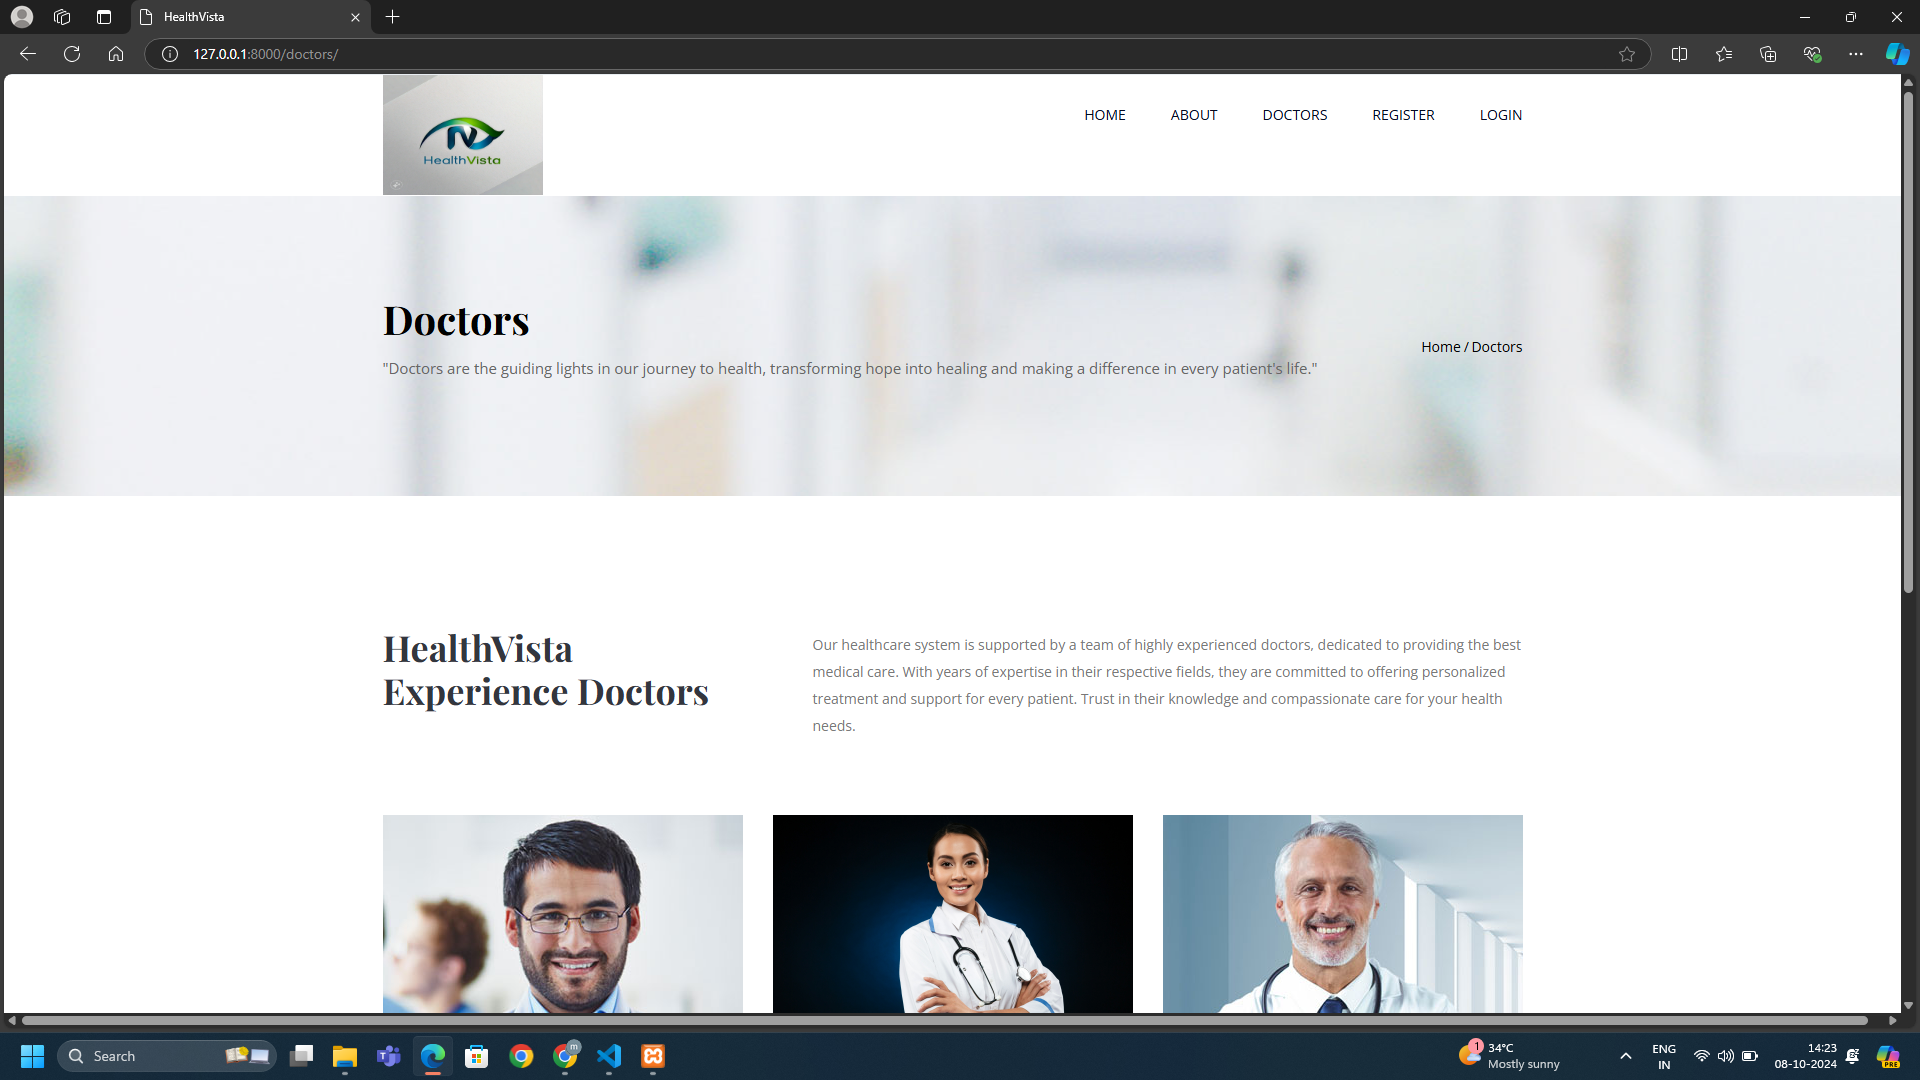 HealthVista
127.0.0.1:8000/doctors/
HealthVista
HOME ABOUT DOCTORS REGISTER LOGIN
Doctors
"Doctors are the guiding lights in our journey to health, transforming hope into healing and making a difference in every patient's life."
Home / Doctors
HealthVista
Experience Doctors
Our healthcare system is supported by a team of highly experienced doctors, dedicated to providing the best
medical care. With years of expertise in their respective fields, they are committed to offering personalized
treatment and support for every patient. Trust in their knowledge and compassionate care for your health
needs.
Search
m
1
34°C
Mostly sunny
ENG
IN
14:23
08-10-2024
PRE